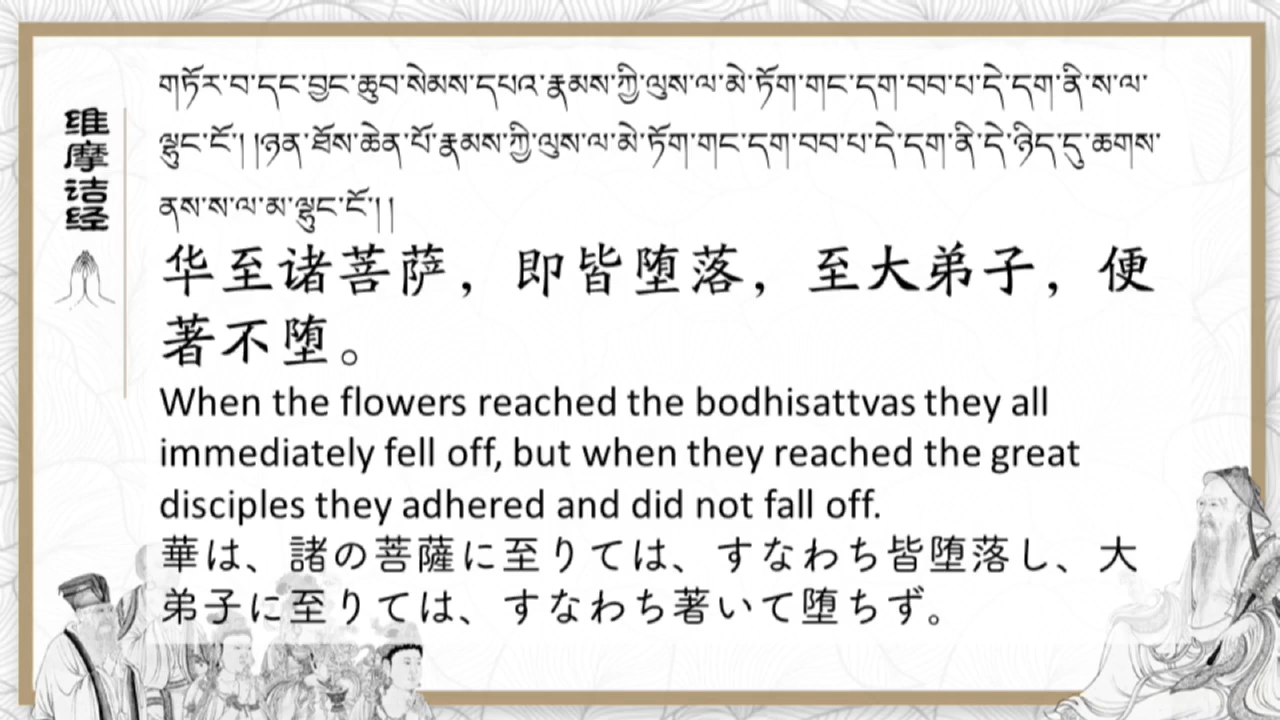 维摩诘经
གཏོར་བ་དང་བྱང་ཆུབ་སེམས་དཔའ་རྣམས་ཀྱི་ལུས་ལ་མེ་ཏོག་གང་དག་བབ་པ་དེ་དག་ནི་ས་ལ་
ལྷུང་ངོ་། །ཉན་ཐོས་ཆེན་པོ་རྣམས་ཀྱི་ལུས་ལ་མེ་ཏོག་གང་དག་བབ་པ་དེ་དག་ནི་དེ་ཉིད་དུ་ཆགས་
ནས་ས་ལ་མ་ལྷུང་ངོ་། །
华至诸菩萨，即皆堕落，至大弟子，便
著不堕。
When the flowers reached the bodhisattvas they all
immediately fell off, but when they reached the great
disciples they adhered and did not fall off.
華は、諸の菩薩に至りては、すなわち皆堕落し、大
弟子に至りては、すなわち著いて堕ちず。